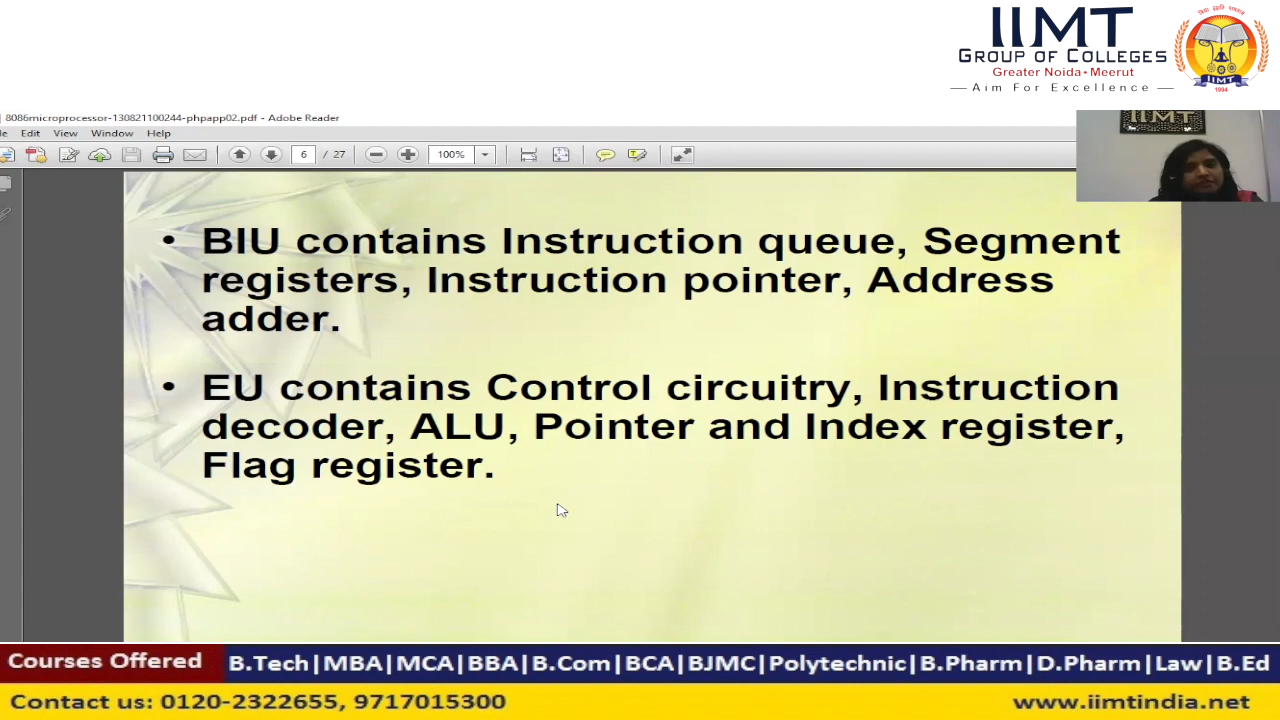 IIMT
GROUP OF COLLEGES
Greater Noida • Meerut
Aim For Excellence
IIMT
1994
8086microprocessor-130821100244-phpapp02.pdf - Adobe Reader
Edit View Window Help
6 / 27 100%
IIMT
• BIU contains Instruction queue, Segment
registers, Instruction pointer, Address
adder.
• EU contains Control circuitry, Instruction
decoder, ALU, Pointer and Index register,
Flag register.
Courses Offered B.Tech|MBA|MCA|BBA|B.Com|BCA|BJMC|Polytechnic|B.Pharm|D.Pharm|Law|B.Ed
Contact us: 0120-2322655, 9717015300 www.iimtindia.net